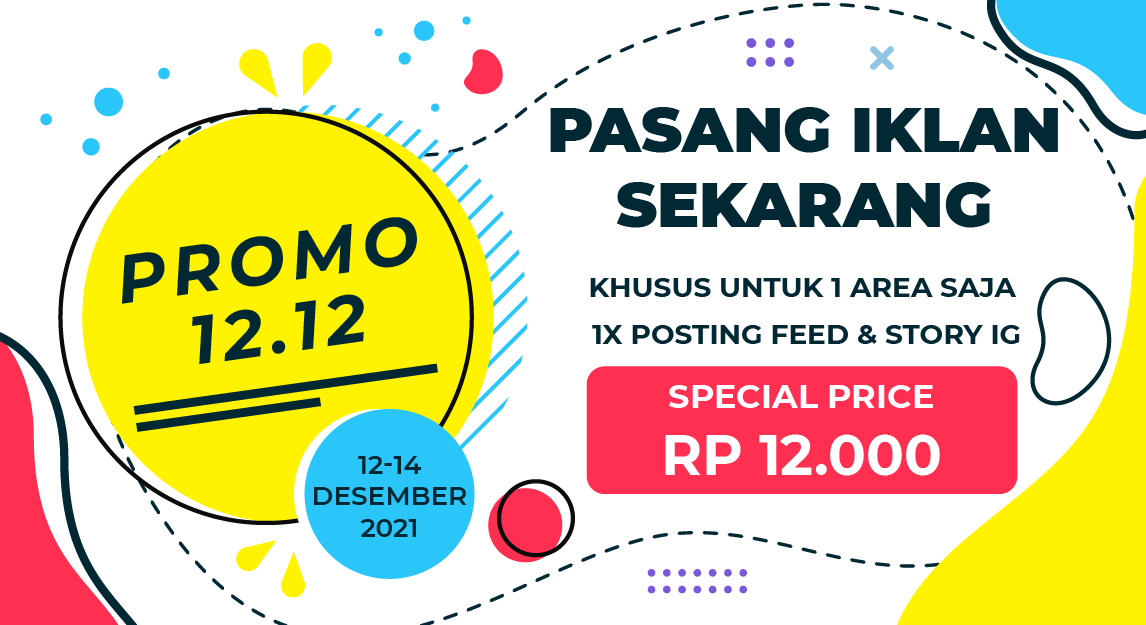 PROMO
12.12
12-14
DESEMBER
2021
PASANG IKLAN
SEKARANG
KHUSUS UNTUK 1 AREA SAJA
1X POSTING FEED & STORY IG
SPECIAL PRICE
RP 12.000